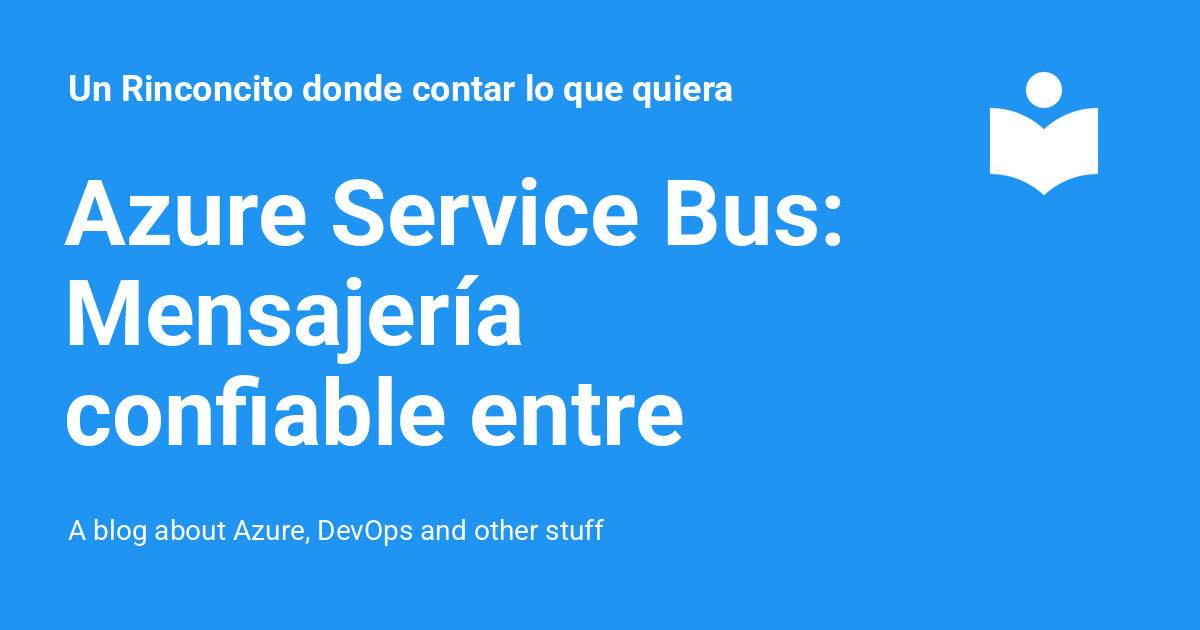 Un Rinconcito donde contar lo que quiera
Azure Service Bus:
Mensajería
confiable entre
A blog about Azure, DevOps and other stuff